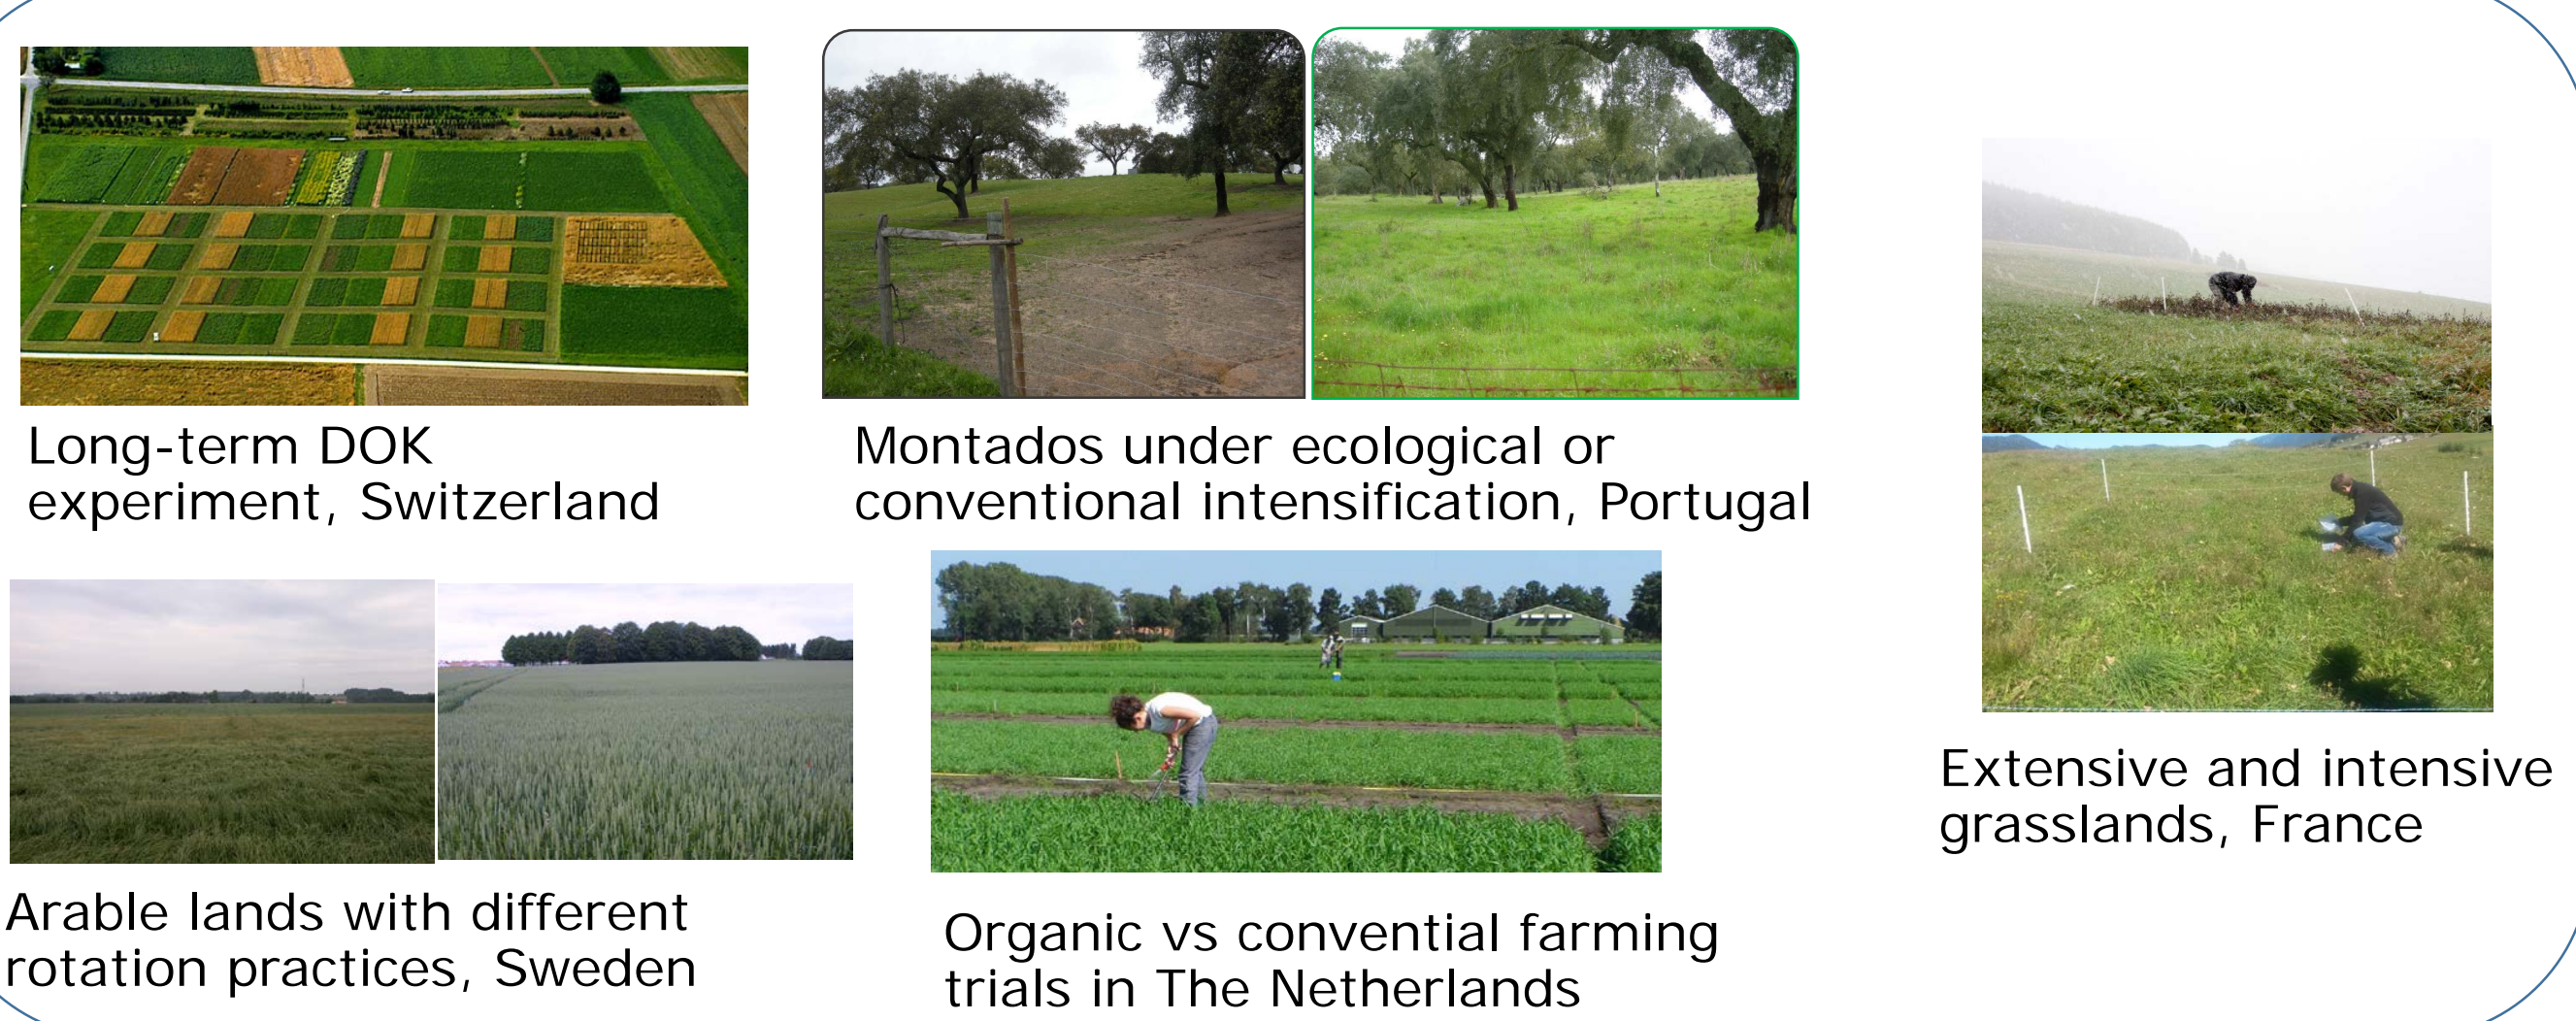 Long-term DOK
experiment, Switzerland
Montados under ecological or
conventional intensification, Portugal
Extensive and intensive
grasslands, France
Arable lands with different
rotation practices, Sweden
Organic vs convential farming
trials in The Netherlands